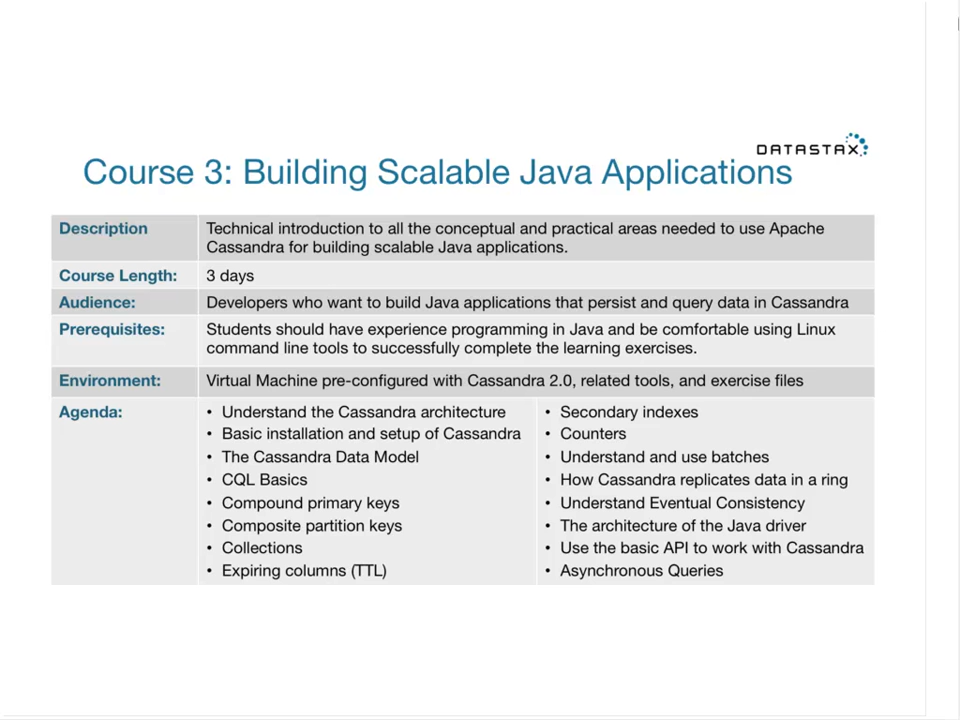 DATASTAX
Course 3: Building Scalable Java Applications
Description
Technical introduction to all the conceptual and practical areas needed to use Apache
Cassandra for building scalable Java applications.
Course Length:
3 days
Audience:
Developers who want to build Java applications that persist and query data in Cassandra
Prerequisites:
Students should have experience programming in Java and be comfortable using Linux
command line tools to successfully complete the learning exercises.
Environment:
Virtual Machine pre-configured with Cassandra 2.0, related tools, and exercise files
Agenda:
• Understand the Cassandra architecture
• Basic installation and setup of Cassandra
• The Cassandra Data Model
• CQL Basics
• Compound primary keys
• Composite partition keys
• Collections
• Expiring columns (TTL)
• Secondary indexes
• Counters
• Understand and use batches
• How Cassandra replicates data in a ring
• Understand Eventual Consistency
• The architecture of the Java driver
• Use the basic API to work with Cassandra
• Asynchronous Queries